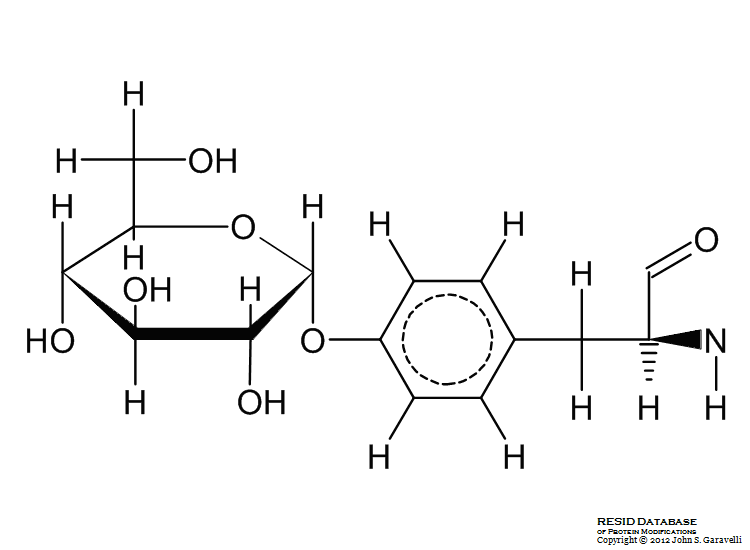 H
H OH
H O H
H H O
H H
OH H H
HO O N
H OH H H H
H H
RESID DATABASE
OF PROTEIN MODIFICATIONS
Copyright © 2012 John S. Garavelli